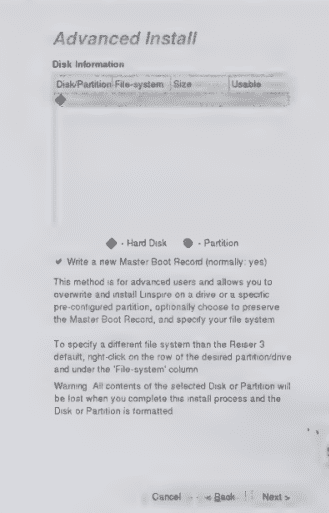 Advanced Install
Disk Information
Disk/Partition File-system Size Usable
- Hard Disk - Partition
Write a new Master Boot Record (normally: yes)
This method is for advanced users and allows you to
overwrite and install Linspire on a drive or a specific
pre-configured partition, optionally choose to preserve
the Master Boot Record, and specify your file system
To specify a different file system than the Reiser 3
default, right-click on the row of the desired partition/drive
and under the 'File-system' column
Warning All contents of the selected Disk or Partition will
be lost when you complete this install process and the
Disk or Partition is formatted
Cancel < Back Next >